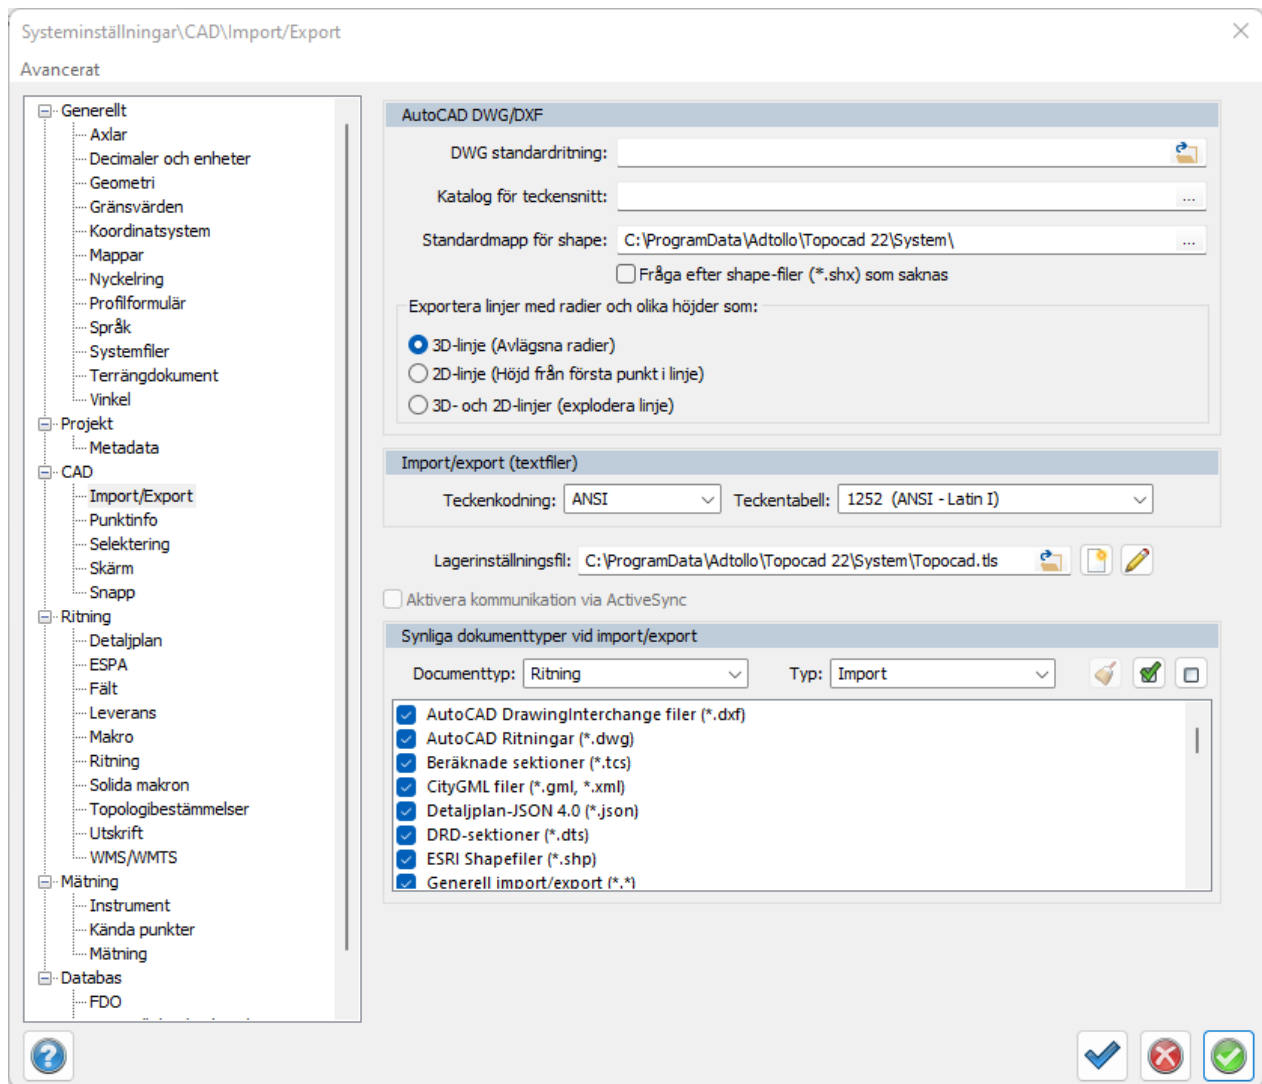 Systeminställningar\CAD\Import/Export
Avancerat
Generellt
Axlar
Decimaler och enheter
Geometri
Gränsvärden
Koordinatsystem
Mappar
Nyckelring
Profilformulär
Språk
Systemfiler
Terrängdokument
Vinkel
Projekt
Metadata
CAD
Import/Export
Punktinfo
Selektering
Skärm
Snapp
Ritning
Detaljplan
ESPA
Fält
Leverans
Makro
Ritning
Solida makron
Topologibestämmelser
Utskrift
WMS/WMTS
Mätning
Instrument
Kända punkter
Mätning
Databas
FDO
AutoCAD DWG/DXF
DWG standardritning:
Katalog för teckensnitt: ...
Standardmapp för shape: C:\ProgramData\Adtollo\Topocad 22\System\ ...
Fråga efter shape-filer (*.shx) som saknas
Exportera linjer med radier och olika höjder som:
3D-linje (Avlägsna radier)
2D-linje (Höjd från första punkt i linje)
3D- och 2D-linjer (explodera linje)
Import/export (textfiler)
Teckenkodning: ANSI Teckentabell: 1252 (ANSI - Latin I)
Lagerinställningsfil: C:\ProgramData\Adtollo\Topocad 22\System\Topocad.tls
Aktivera kommunikation via ActiveSync
Synliga dokumenttyper vid import/export
Documenttyp: Ritning Typ: Import
AutoCAD DrawingInterchange filer (*.dxf)
AutoCAD Ritningar (*.dwg)
Beräknade sektioner (*.tcs)
CityGML filer (*.gml, *.xml)
Detaljplan-JSON 4.0 (*.json)
DRD-sektioner (*.dts)
ESRI Shapefiler (*.shp)
Generell import/export (*.*)